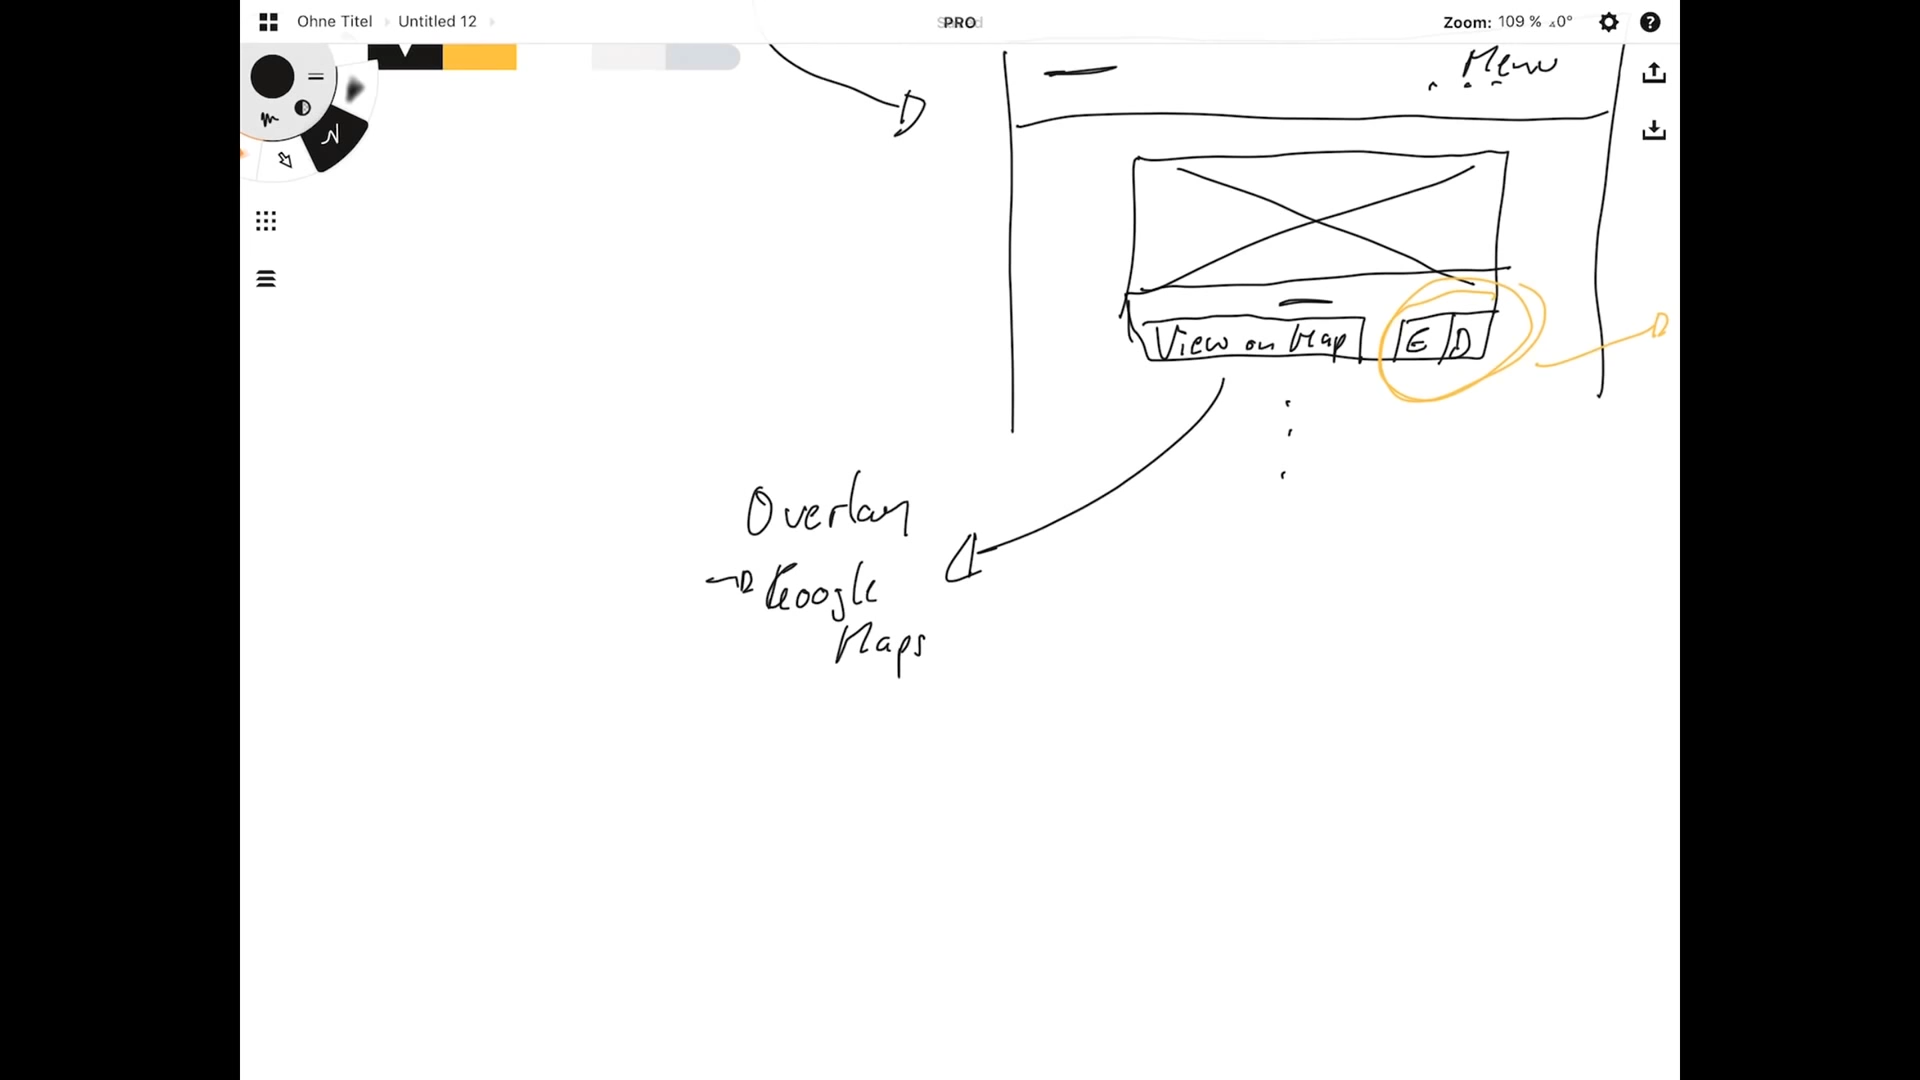 Ohne Titel Untitled 12
PRO
Zoom: 109 % 0°
Menu
View on Map E D
Overlay
Google
Maps